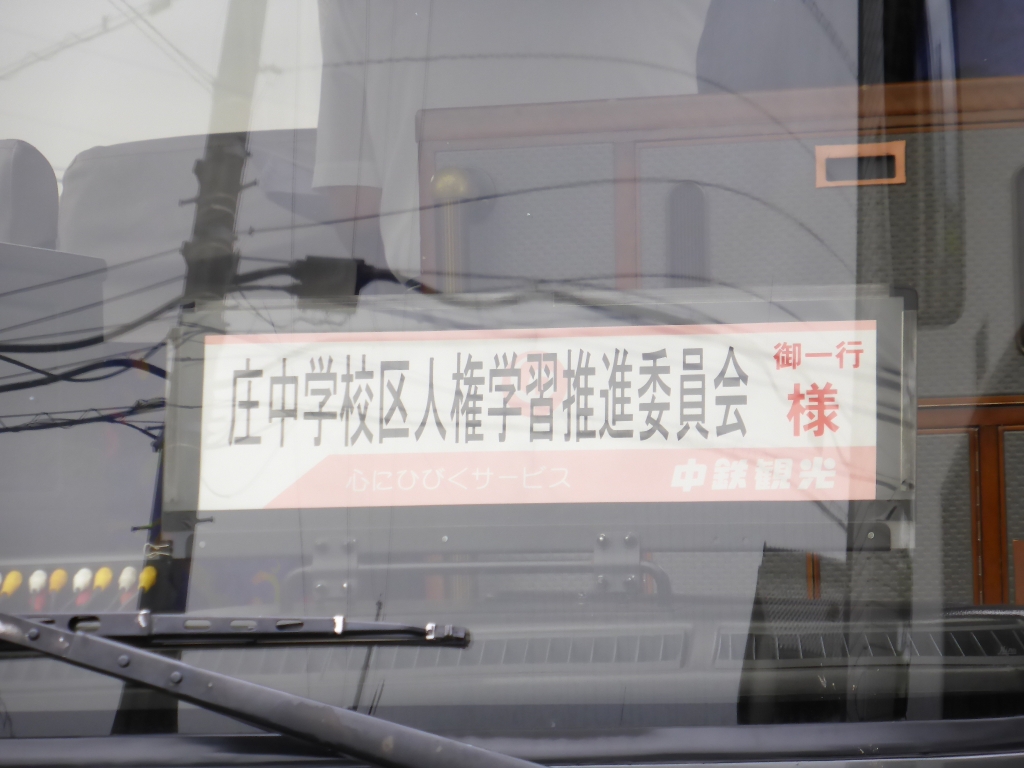 庄中学校区人権学習推進委員会
御一行
様
心にひびくサービス
中鉄観光